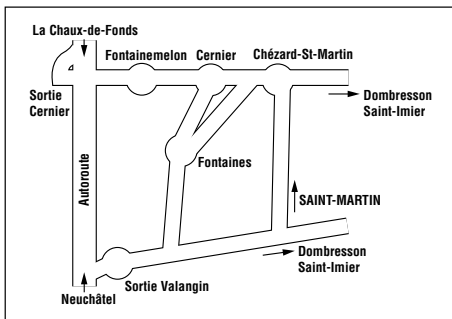 La Chaux-de-Fonds
Fontainemelon
Cernier
Chézard-St-Martin
Sortie
Cernier
Dombresson
Saint-Imier
Autoroute
Fontaines
SAINT-MARTIN
Dombresson
Saint-Imier
Sortie Valangin
Neuchâtel